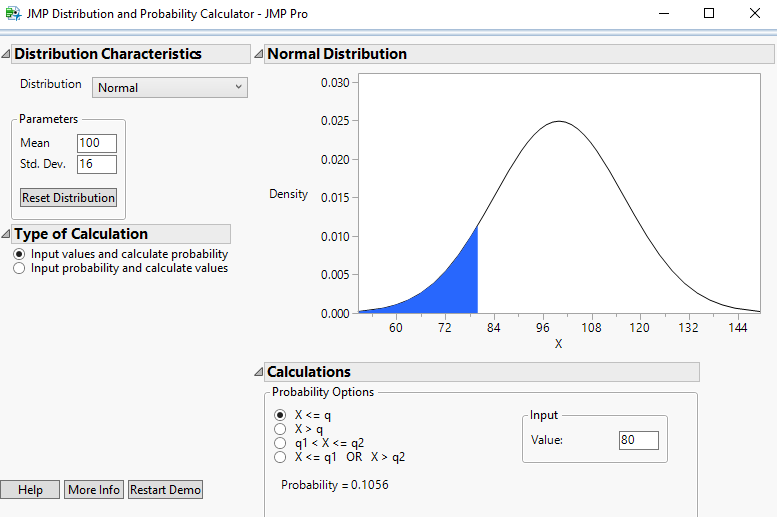 JMP Distribution and Probability Calculator - JMP Pro
Distribution Characteristics
Distribution
Normal
Parameters
Mean 100
Std. Dev. 16
Reset Distribution
Type of Calculation
Input values and calculate probability
Input probability and calculate values
Normal Distribution
0.030
0.025
0.020
Density
0.015
0.010
0.005
0.000
60 72 84 96 108 120 132 144
X
Calculations
Probability Options
X <= q
X > q
q1 < X <= q2
X <= q1 OR X > q2
Input
Value: 80
Probability = 0.1056
Help
More Info
Restart Demo